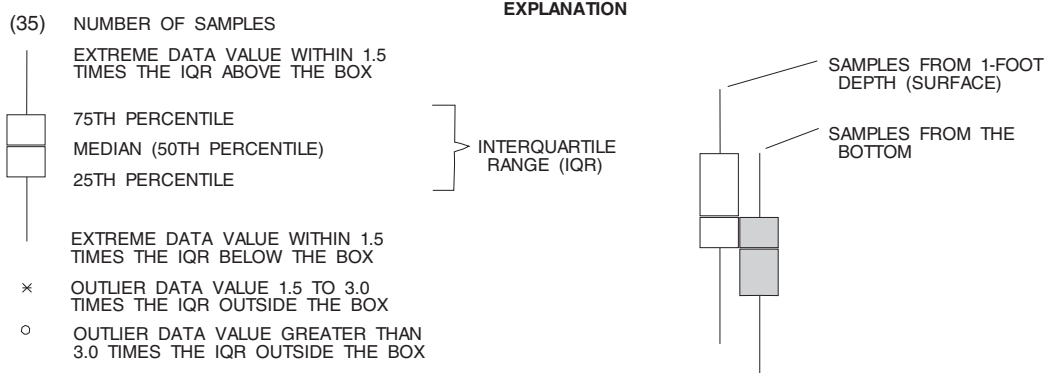 EXPLANATION
(35) NUMBER OF SAMPLES
EXTREME DATA VALUE WITHIN 1.5
TIMES THE IQR ABOVE THE BOX
75TH PERCENTILE
MEDIAN (50TH PERCENTILE)
25TH PERCENTILE
INTERQUARTILE
RANGE (IQR)
EXTREME DATA VALUE WITHIN 1.5
TIMES THE IQR BELOW THE BOX
OUTLIER DATA VALUE 1.5 TO 3.0
TIMES THE IQR OUTSIDE THE BOX
OUTLIER DATA VALUE GREATER THAN
3.0 TIMES THE IQR OUTSIDE THE BOX
SAMPLES FROM 1-FOOT
DEPTH (SURFACE)
SAMPLES FROM THE
BOTTOM